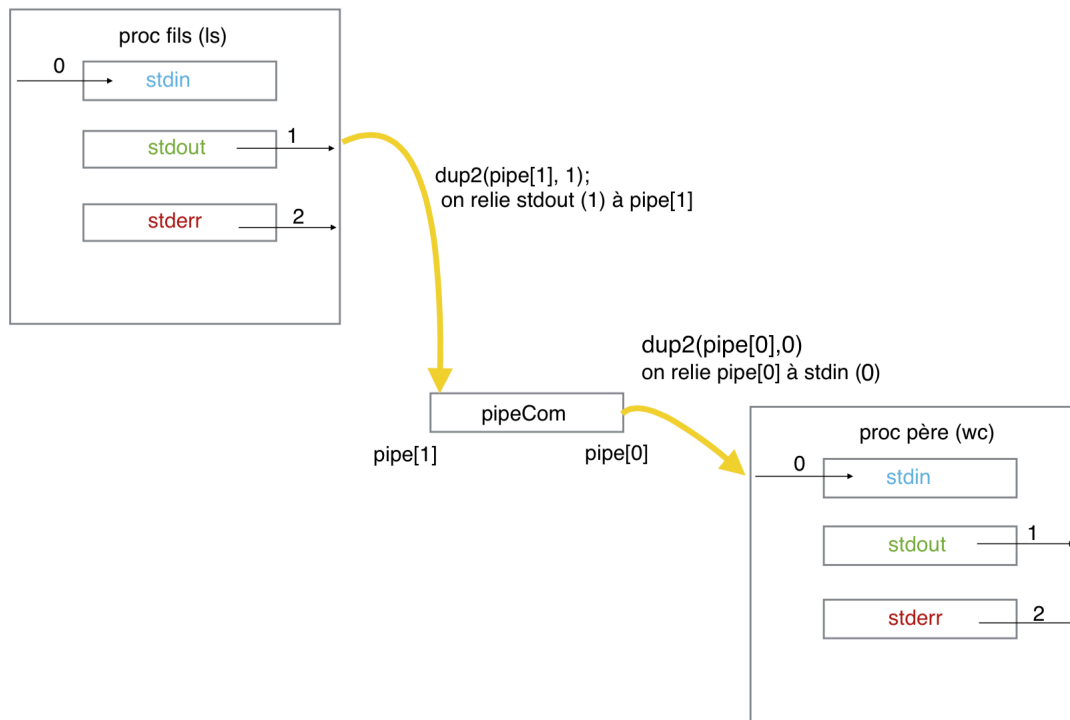 proc fils (ls)
0
stdin
1
stdout
2
stderr
dup2(pipe[1], 1);
on relie stdout (1) à pipe[1]
dup2(pipe[0],0)
on relie pipe[0] à stdin (0)
pipeCom
pipe[1]
pipe[0]
proc père (wc)
0
stdin
1
stdout
2
stderr